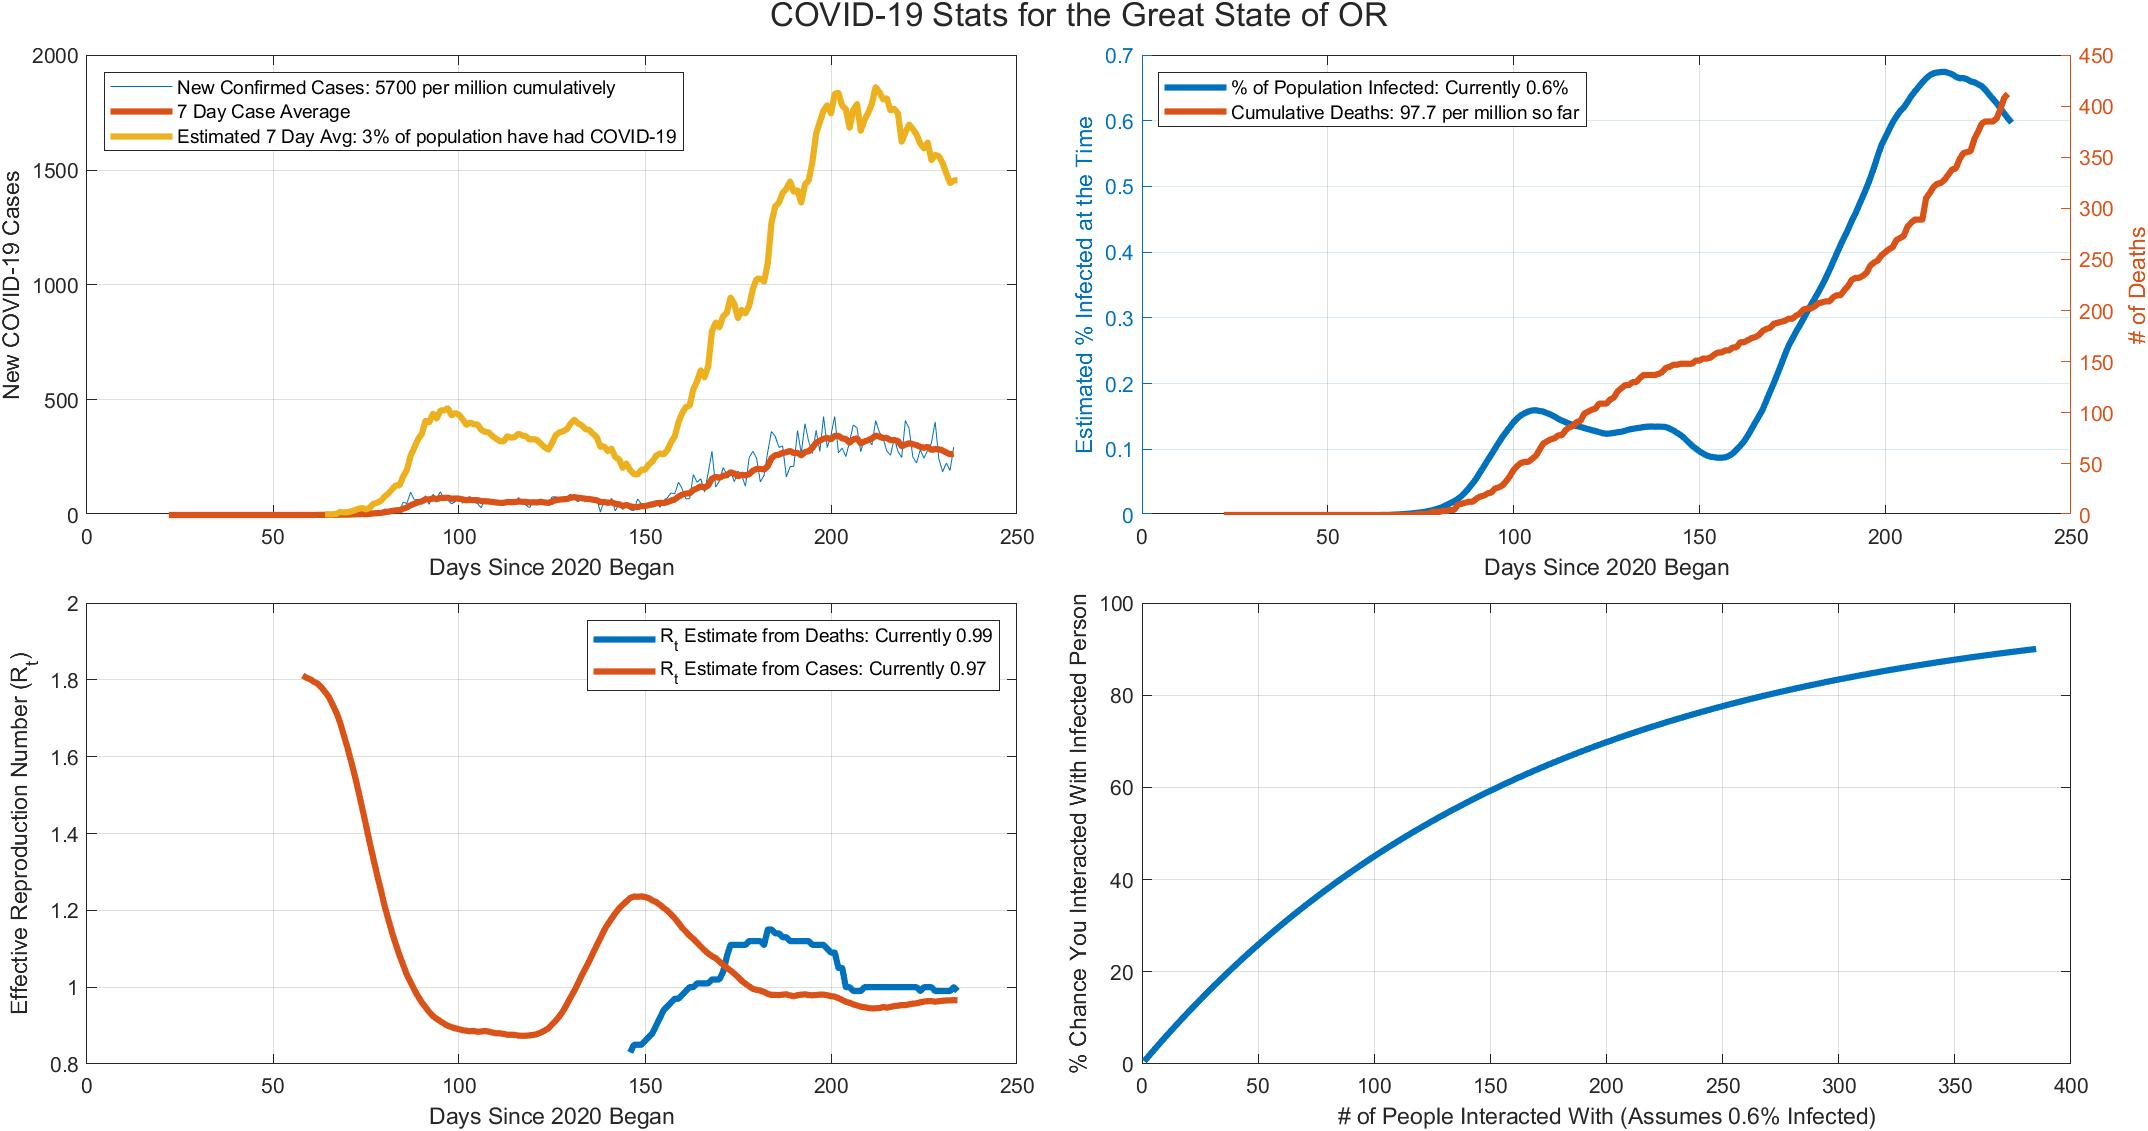 COVID-19 Stats for the Great State of OR
New COVID-19 Cases
2000
1500
1000
500
0
New Confirmed Cases: 5700 per million cumulatively
7 Day Case Average
Estimated 7 Day Avg: 3% of population have had COVID-19
0 50 100 150 200 250
Days Since 2020 Began
Estimated % Infected at the Time
0.7
0.6
0.5
0.4
0.3
0.2
0.1
0
% of Population Infected: Currently 0.6%
Cumulative Deaths: 97.7 per million so far
450
400
350
300
250
200
150
100
50
0
# of Deaths
0 50 100 150 200 250
Days Since 2020 Began
Effective Reproduction Number (Rt)
2
1.8
1.6
1.4
1.2
1
0.8
Rt Estimate from Deaths: Currently 0.99
Rt Estimate from Cases: Currently 0.97
0 50 100 150 200 250
Days Since 2020 Began
% Chance You Interacted With Infected Person
100
80
60
40
20
0
0 50 100 150 200 250 300 350 400
# of People Interacted With (Assumes 0.6% Infected)